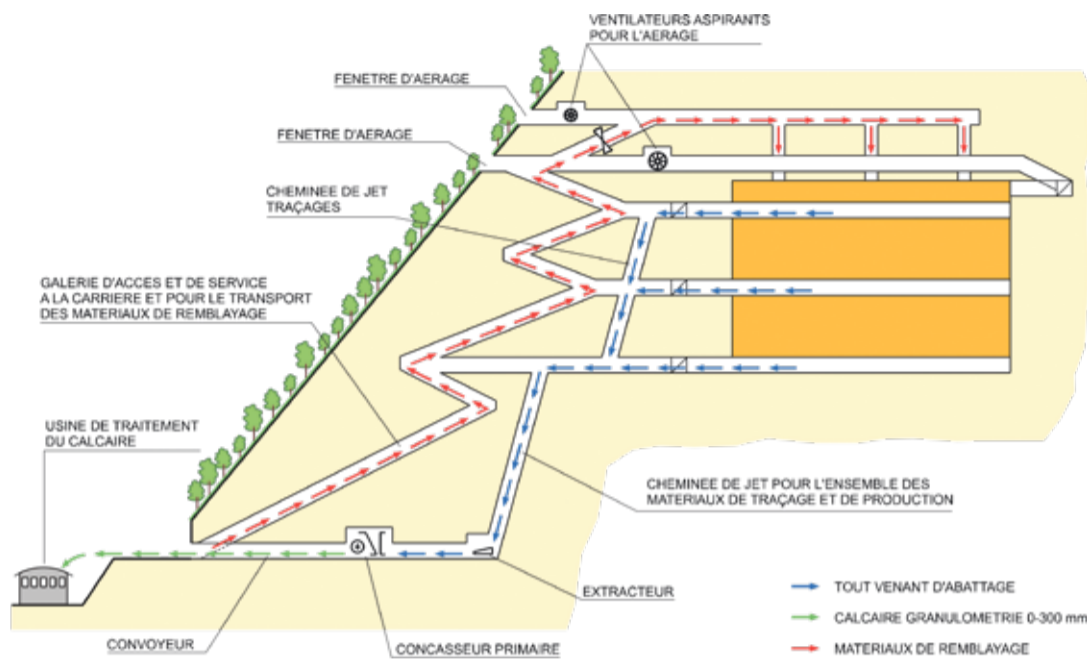 VENTILATEURS ASPIRANTS
POUR L'AERAGE
FENETRE D'AERAGE
FENETRE D'AERAGE
CHEMINEE DE JET
TRAÇAGES
GALERIE D'ACCES ET DE SERVICE
A LA CARRIERE ET POUR LE TRANSPORT
DES MATERIAUX DE REMBLAYAGE
USINE DE TRAITEMENT
DU CALCAIRE
CHEMINEE DE JET POUR L'ENSEMBLE DES
MATERIAUX DE TRAÇAGE ET DE PRODUCTION
EXTRACTEUR
CONVOYEUR
CONCASSEUR PRIMAIRE
TOUT VENANT D'ABATTAGE
CALCAIRE GRANULOMETRIE 0-300 mm
MATERIAUX DE REMBLAYAGE